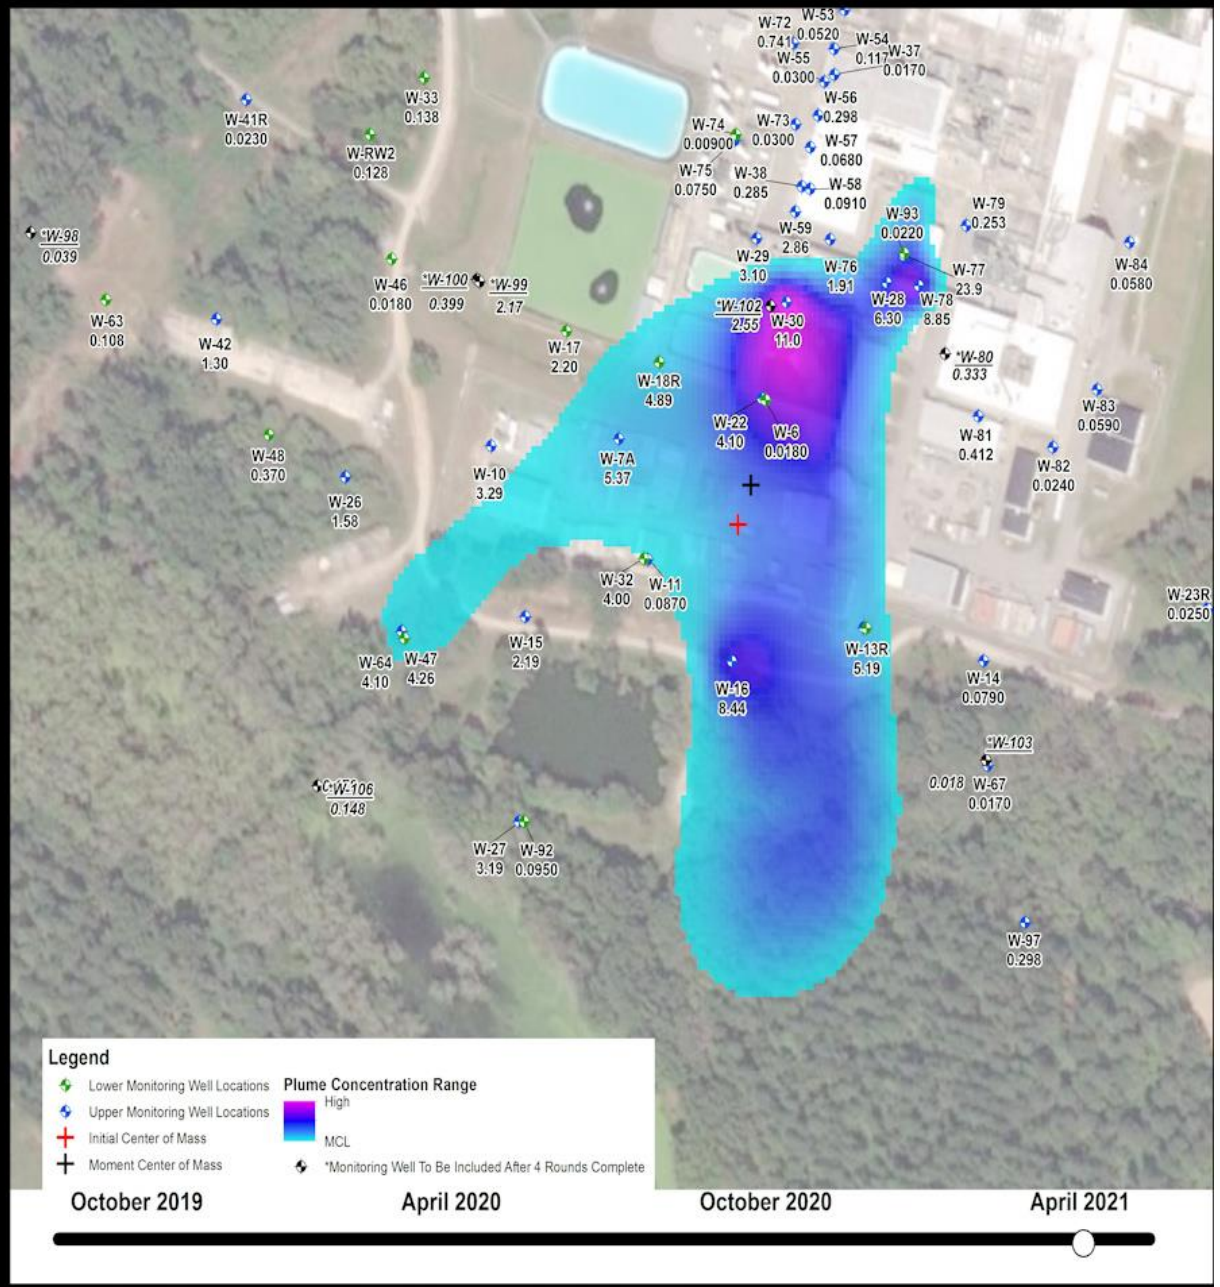 W-53
0.0520
W-72
0.741
W-54
0.117
W-37
0.0170
W-55
0.0300
W-33
0.138
W-41R
0.0230
W-56
0.298
W-74
0.00900
W-73
0.0300
W-RW2
0.128
W-57
0.0680
W-75
0.0750
W-38
0.285
W-58
0.0910
W-93
0.0220
W-79
0.253
*W-98
0.039
W-59
2.86
W-29
3.10
W-76
1.91
W-77
23.9
W-84
0.0580
W-46
0.0180
*W-100
0.399
*W-99
2.17
W-28
6.30
W-78
8.85
W-63
0.108
W-42
1.30
*W-102
2.55
W-30
11.0
W-17
2.20
*W-80
0.333
W-18R
4.89
W-83
0.0590
W-22
4.10
W-6
0.0180
W-81
0.412
W-48
0.370
W-10
3.29
W-7A
5.37
W-82
0.0240
W-26
1.58
W-32
4.00
W-11
0.0870
W-23R
0.0250
W-64
4.10
W-47
4.26
W-15
2.19
W-13R
5.19
W-16
8.44
W-14
0.0790
*W-103
0.018
W-67
0.0170
*W-106
0.148
W-27
3.19
W-92
0.0950
W-97
0.298
Legend
Lower Monitoring Well Locations
Upper Monitoring Well Locations
Initial Center of Mass
Moment Center of Mass
Plume Concentration Range
High
MCL
*Monitoring Well To Be Included After 4 Rounds Complete
October 2019
April 2020
October 2020
April 2021